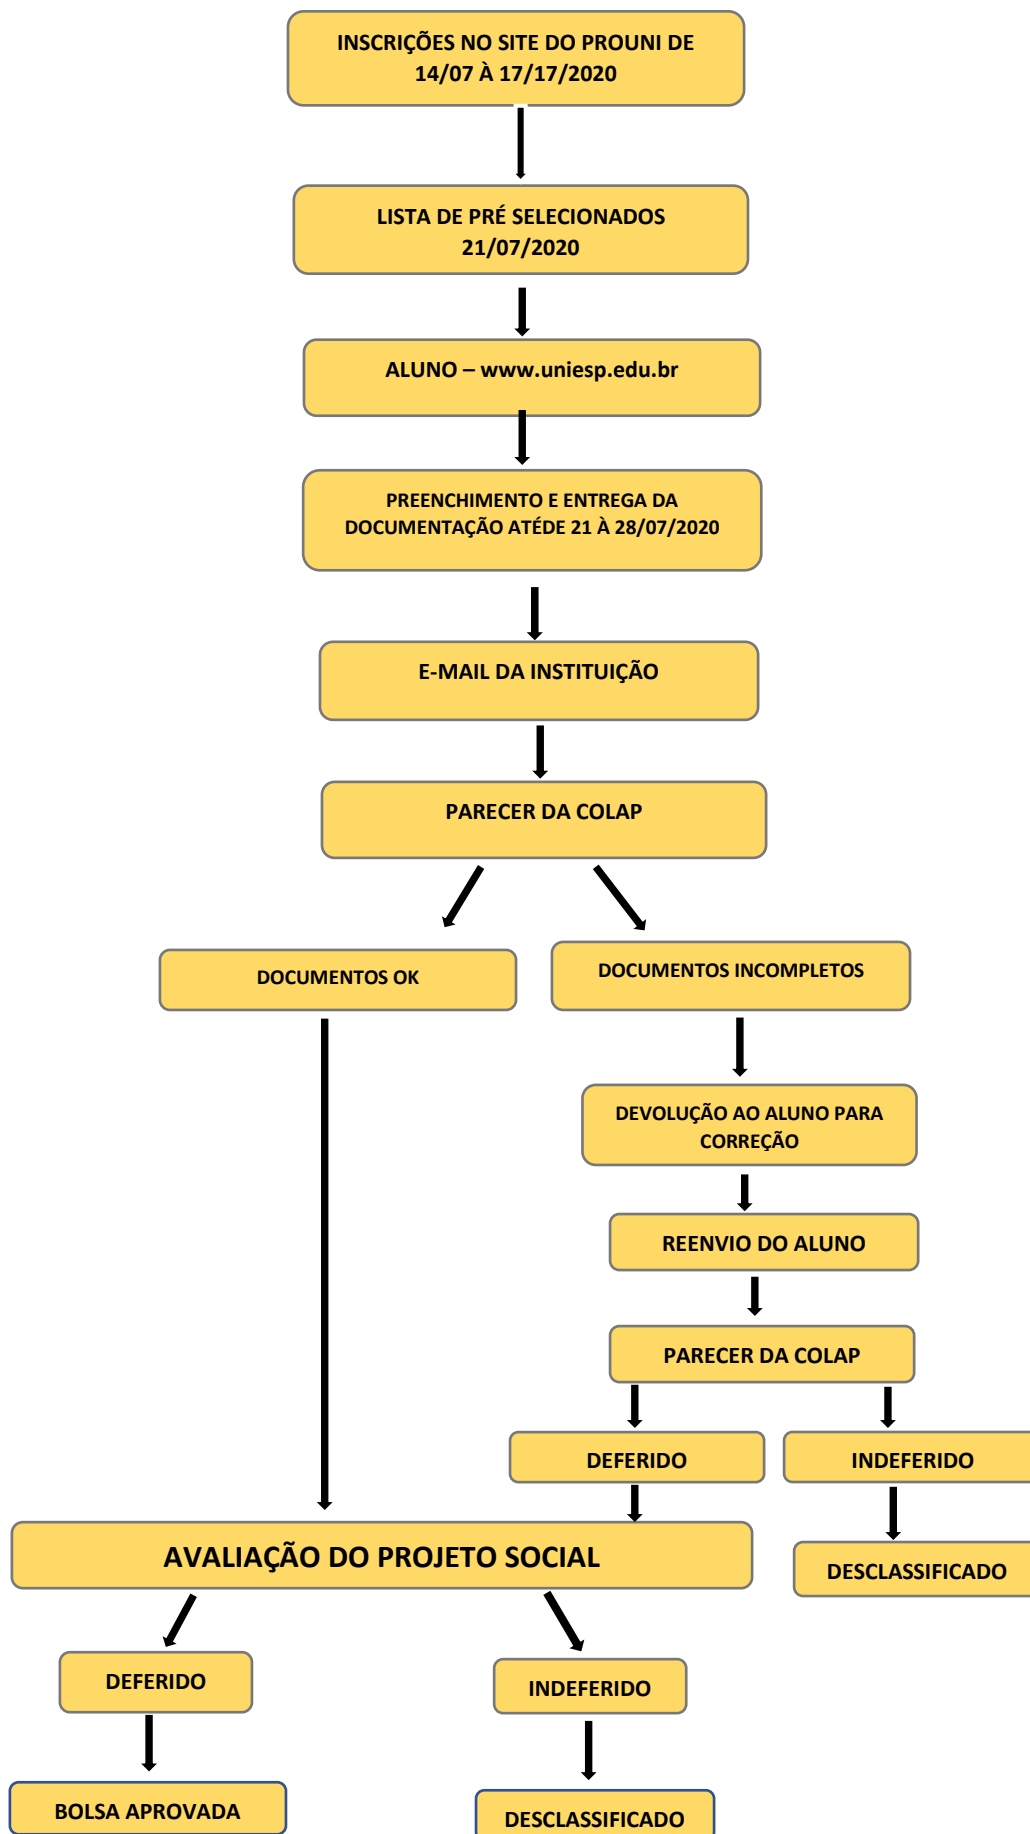 INSCRIÇÕES NO SITE DO PROUNI DE
14/07 À 17/17/2020
LISTA DE PRÉ SELECIONADOS
21/07/2020
ALUNO – www.uniesp.edu.br
PREENCHIMENTO E ENTREGA DA
DOCUMENTAÇÃO ATÉDE 21 À 28/07/2020
E-MAIL DA INSTITUIÇÃO
PARECER DA COLAP
DOCUMENTOS OK
DOCUMENTOS INCOMPLETOS
DEVOLUÇÃO AO ALUNO PARA
CORREÇÃO
REENVIO DO ALUNO
PARECER DA COLAP
DEFERIDO
INDEFERIDO
AVALIAÇÃO DO PROJETO SOCIAL
DESCLASSIFICADO
DEFERIDO
INDEFERIDO
BOLSA APROVADA
DESCLASSIFICADO